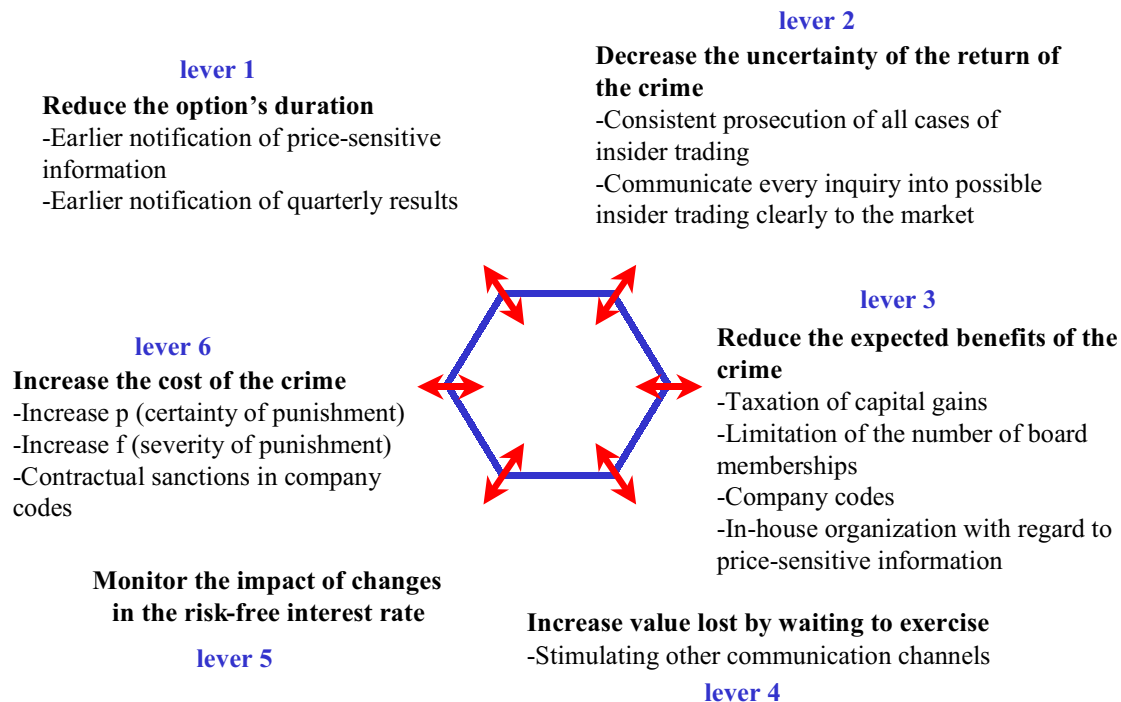 lever 1
Reduce the option’s duration
-Earlier notification of price-sensitive
information
-Earlier notification of quarterly results
lever 2
Decrease the uncertainty of the return of
the crime
-Consistent prosecution of all cases of
insider trading
-Communicate every inquiry into possible
insider trading clearly to the market
lever 3
Reduce the expected benefits of the
crime
-Taxation of capital gains
-Limitation of the number of board
memberships
-Company codes
-In-house organization with regard to
price-sensitive information
lever 6
Increase the cost of the crime
-Increase p (certainty of punishment)
-Increase f (severity of punishment)
-Contractual sanctions in company
codes
Monitor the impact of changes
in the risk-free interest rate
lever 5
Increase value lost by waiting to exercise
-Stimulating other communication channels
lever 4